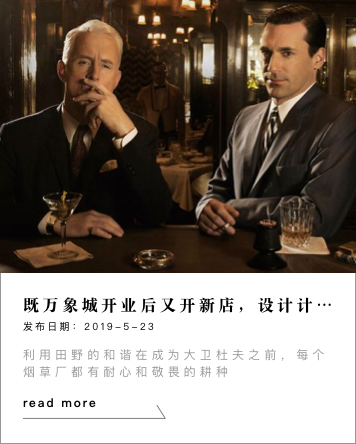 既万象城开业后又开新店，设计计…
发布日期：2019-5-23
利用田野的和谐在成为大卫杜夫之前，每个
烟草厂都有耐心和敬畏的耕种
read more